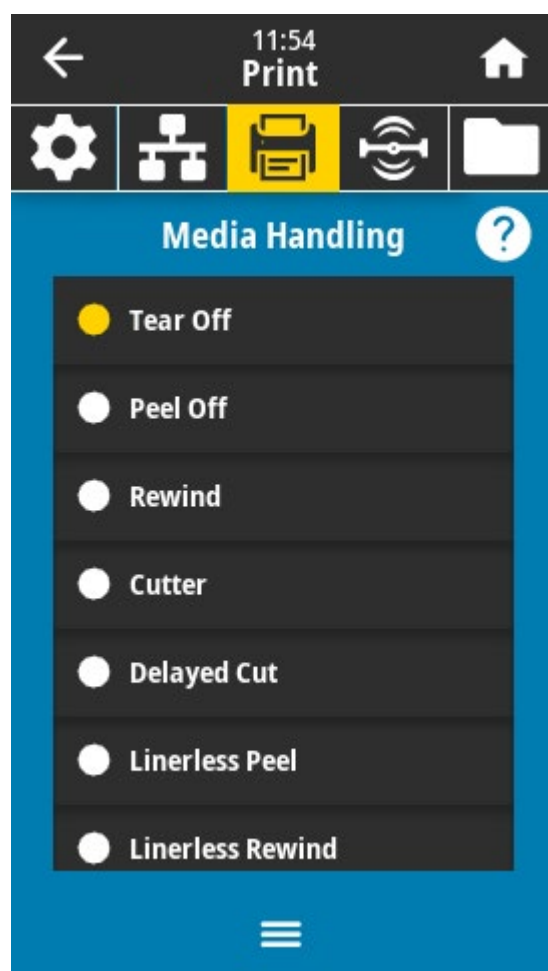 11:54
Print
Media Handling
?
Tear Off
Peel Off
Rewind
Cutter
Delayed Cut
Linerless Peel
Linerless Rewind